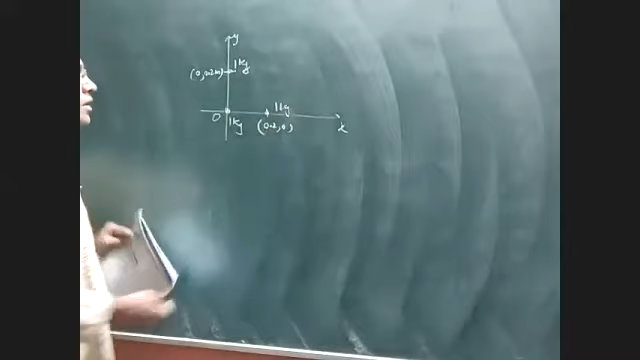 y
(0, 0.2m) 1kg
1kg
O 1kg (0.2, 0) x